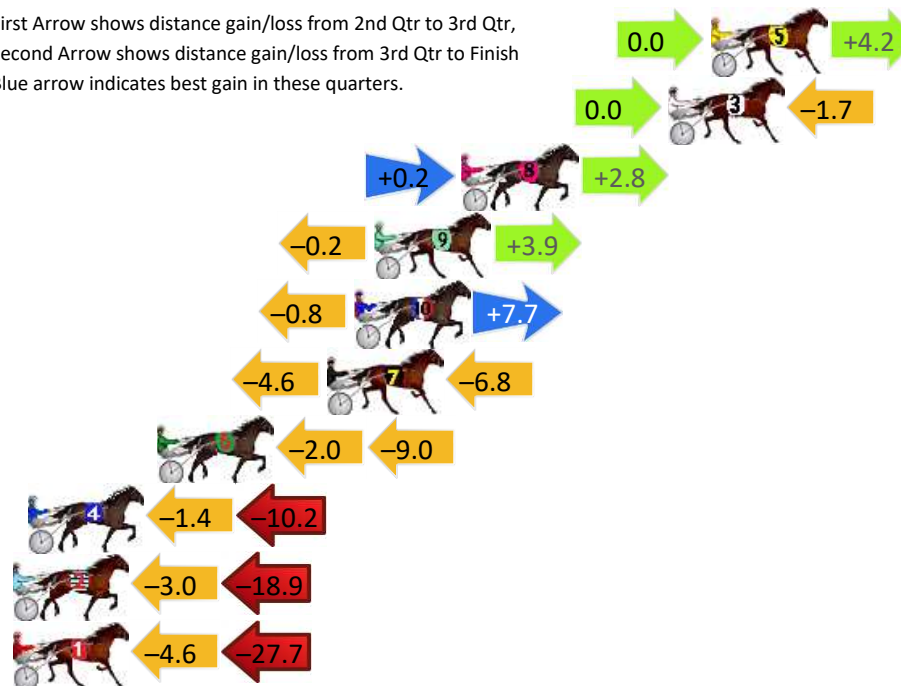 irst Arrow shows distance gain/loss from 2nd Qtr to 3rd Qtr,
econd Arrow shows distance gain/loss from 3rd Qtr to Finish
Blue arrow indicates best gain in these quarters.
0.0 5 +4.2
0.0 3 −1.7
+0.2 8 +2.8
−0.2 9 +3.9
−0.8 10 +7.7
−4.6 7 −6.8
−2.0 −9.0
4 −1.4 −10.2
2 −3.0 −18.9
1 −4.6 −27.7